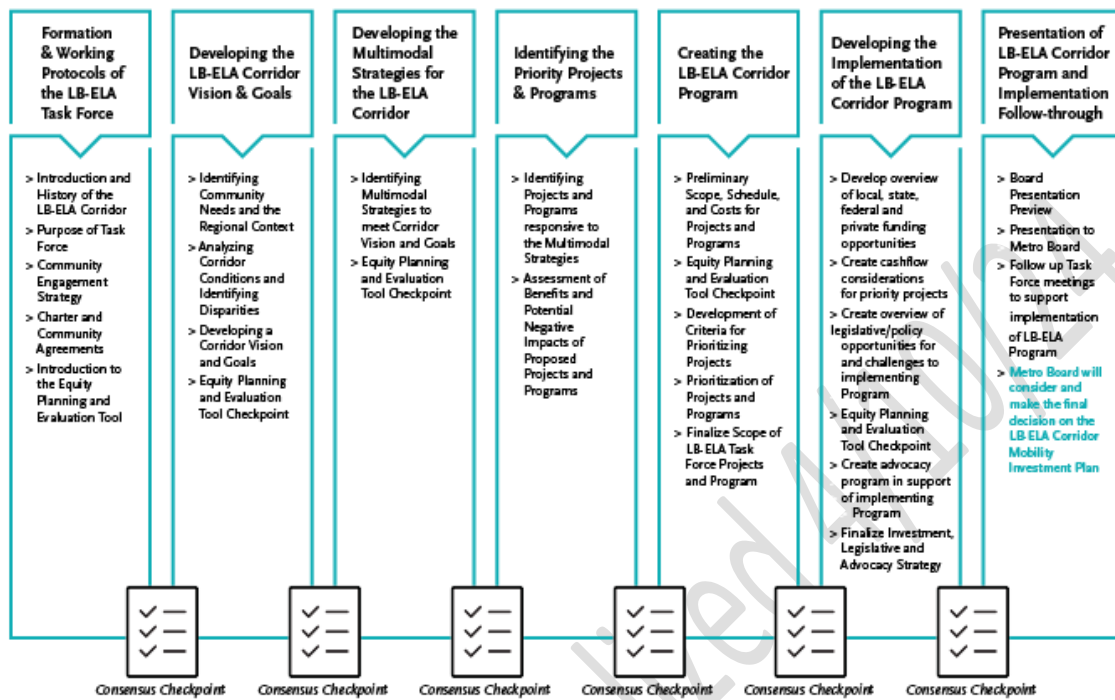 Formation
& Working
Protocols of
the LB-ELA
Task Force
> Introduction and
History of the
LB-ELA Corridor
> Purpose of Task
Force
> Community
Engagement
Strategy
> Charter and
Community
Agreements
> Introduction to
the Equity
Planning and
Evaluation Tool
Developing the
LB-ELA Corridor
Vision & Goals
> Identifying
Community
Needs and the
Regional Context
> Analyzing
Corridor
Conditions and
Identifying
Disparities
> Developing a
Corridor Vision
and Goals
> Equity Planning
and Evaluation
Tool Checkpoint
Developing the
Multimodal
Strategies for
the LB-ELA
Corridor
> Identifying
Multimodal
Strategies to
meet Corridor
Vision and Goals
> Equity Planning
and Evaluation
Tool Checkpoint
Identifying the
Priority Projects
& Programs
> Identifying
Projects and
Programs
responsive to
the Multimodal
Strategies
> Assessment of
Benefits and
Potential
Negative
Impacts of
Proposed
Projects and
Programs
Creating the
LB-ELA Corridor
Program
> Preliminary
Scope, Schedule,
and Costs for
Projects and
Programs
> Equity Planning
and Evaluation
Tool Checkpoint
> Development of
Criteria for
Prioritizing
Projects
> Prioritization of
Projects and
Programs
> Finalize Scope of
LB-ELA Task
Force Projects
and Program
Developing the
Implementation
of the LB-ELA
Corridor Program
> Develop overview
of local, state,
federal and
private funding
opportunities
> Create cashflow
considerations
for priority projects
> Create overview of
legislative/policy
opportunities for
and challenges to
implementing
Program
> Equity Planning
and Evaluation
Tool Checkpoint
> Create advocacy
program in support
of implementing
Program
> Finalize Investment,
Legislative and
Advocacy Strategy
Presentation of
LB-ELA Corridor
Program and
Implementation
Follow-through
> Board
Presentation
Preview
> Presentation to
Metro Board
> Follow up Task
Force meetings
to support
implementation
of LB-ELA
Program
> Metro Board will
consider and
make the final
decision on the
LB-ELA Corridor
Mobility
Investment Plan
Consensus Checkpoint
Consensus Checkpoint
Consensus Checkpoint
Consensus Checkpoint
Consensus Checkpoint
Consensus Checkpoint
4/10/24